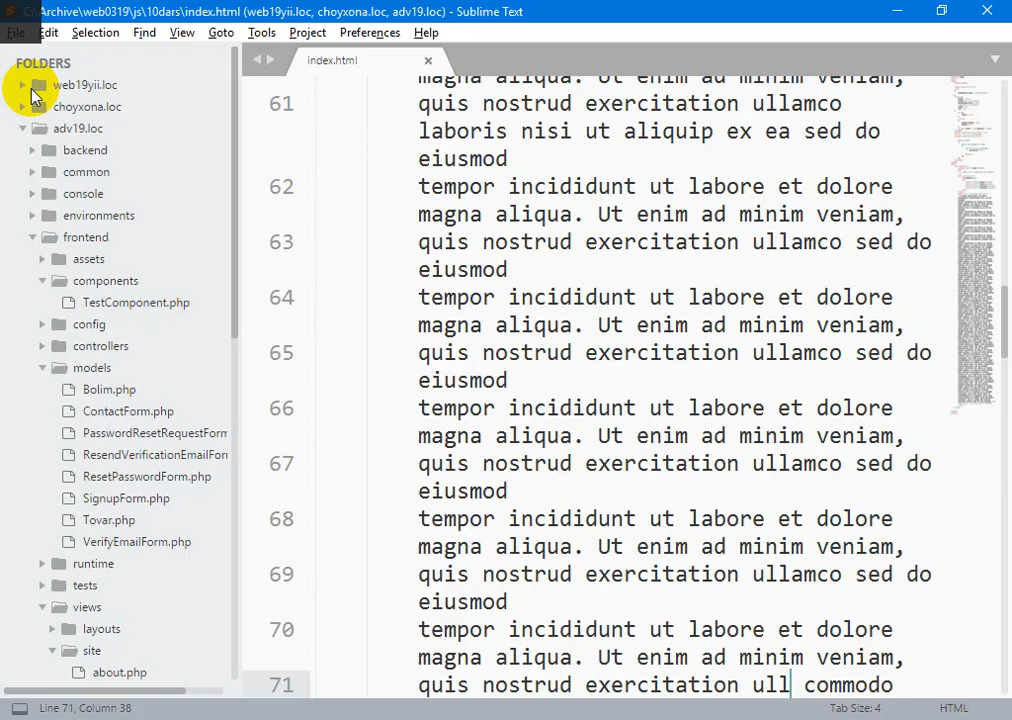 C:\Archive\web0319\js\10dars\index.html (web19yii.loc, choyxona.loc, adv19.loc) - Sublime Text
File Edit Selection Find View Goto Tools Project Preferences Help
FOLDERS
web19yii.loc
choyxona.loc
adv19.loc
backend
common
console
environments
frontend
assets
components
TestComponent.php
config
controllers
models
Bolim.php
ContactForm.php
PasswordResetRequestForm
ResendVerificationEmailForm
ResetPasswordForm.php
SignupForm.php
Tovar.php
VerifyEmailForm.php
runtime
tests
views
layouts
site
about.php
index.html
magna aliqua. Ut enim ad minim veniam,
61 quis nostrud exercitation ullamco
laboris nisi ut aliquip ex ea sed do
eiusmod
62 tempor incididunt ut labore et dolore
magna aliqua. Ut enim ad minim veniam,
63 quis nostrud exercitation ullamco sed do
eiusmod
64 tempor incididunt ut labore et dolore
magna aliqua. Ut enim ad minim veniam,
65 quis nostrud exercitation ullamco sed do
eiusmod
66 tempor incididunt ut labore et dolore
magna aliqua. Ut enim ad minim veniam,
67 quis nostrud exercitation ullamco sed do
eiusmod
68 tempor incididunt ut labore et dolore
magna aliqua. Ut enim ad minim veniam,
69 quis nostrud exercitation ullamco sed do
eiusmod
70 tempor incididunt ut labore et dolore
magna aliqua. Ut enim ad minim veniam,
71 quis nostrud exercitation ull commodo
Line 71, Column 38
Tab Size: 4
HTML